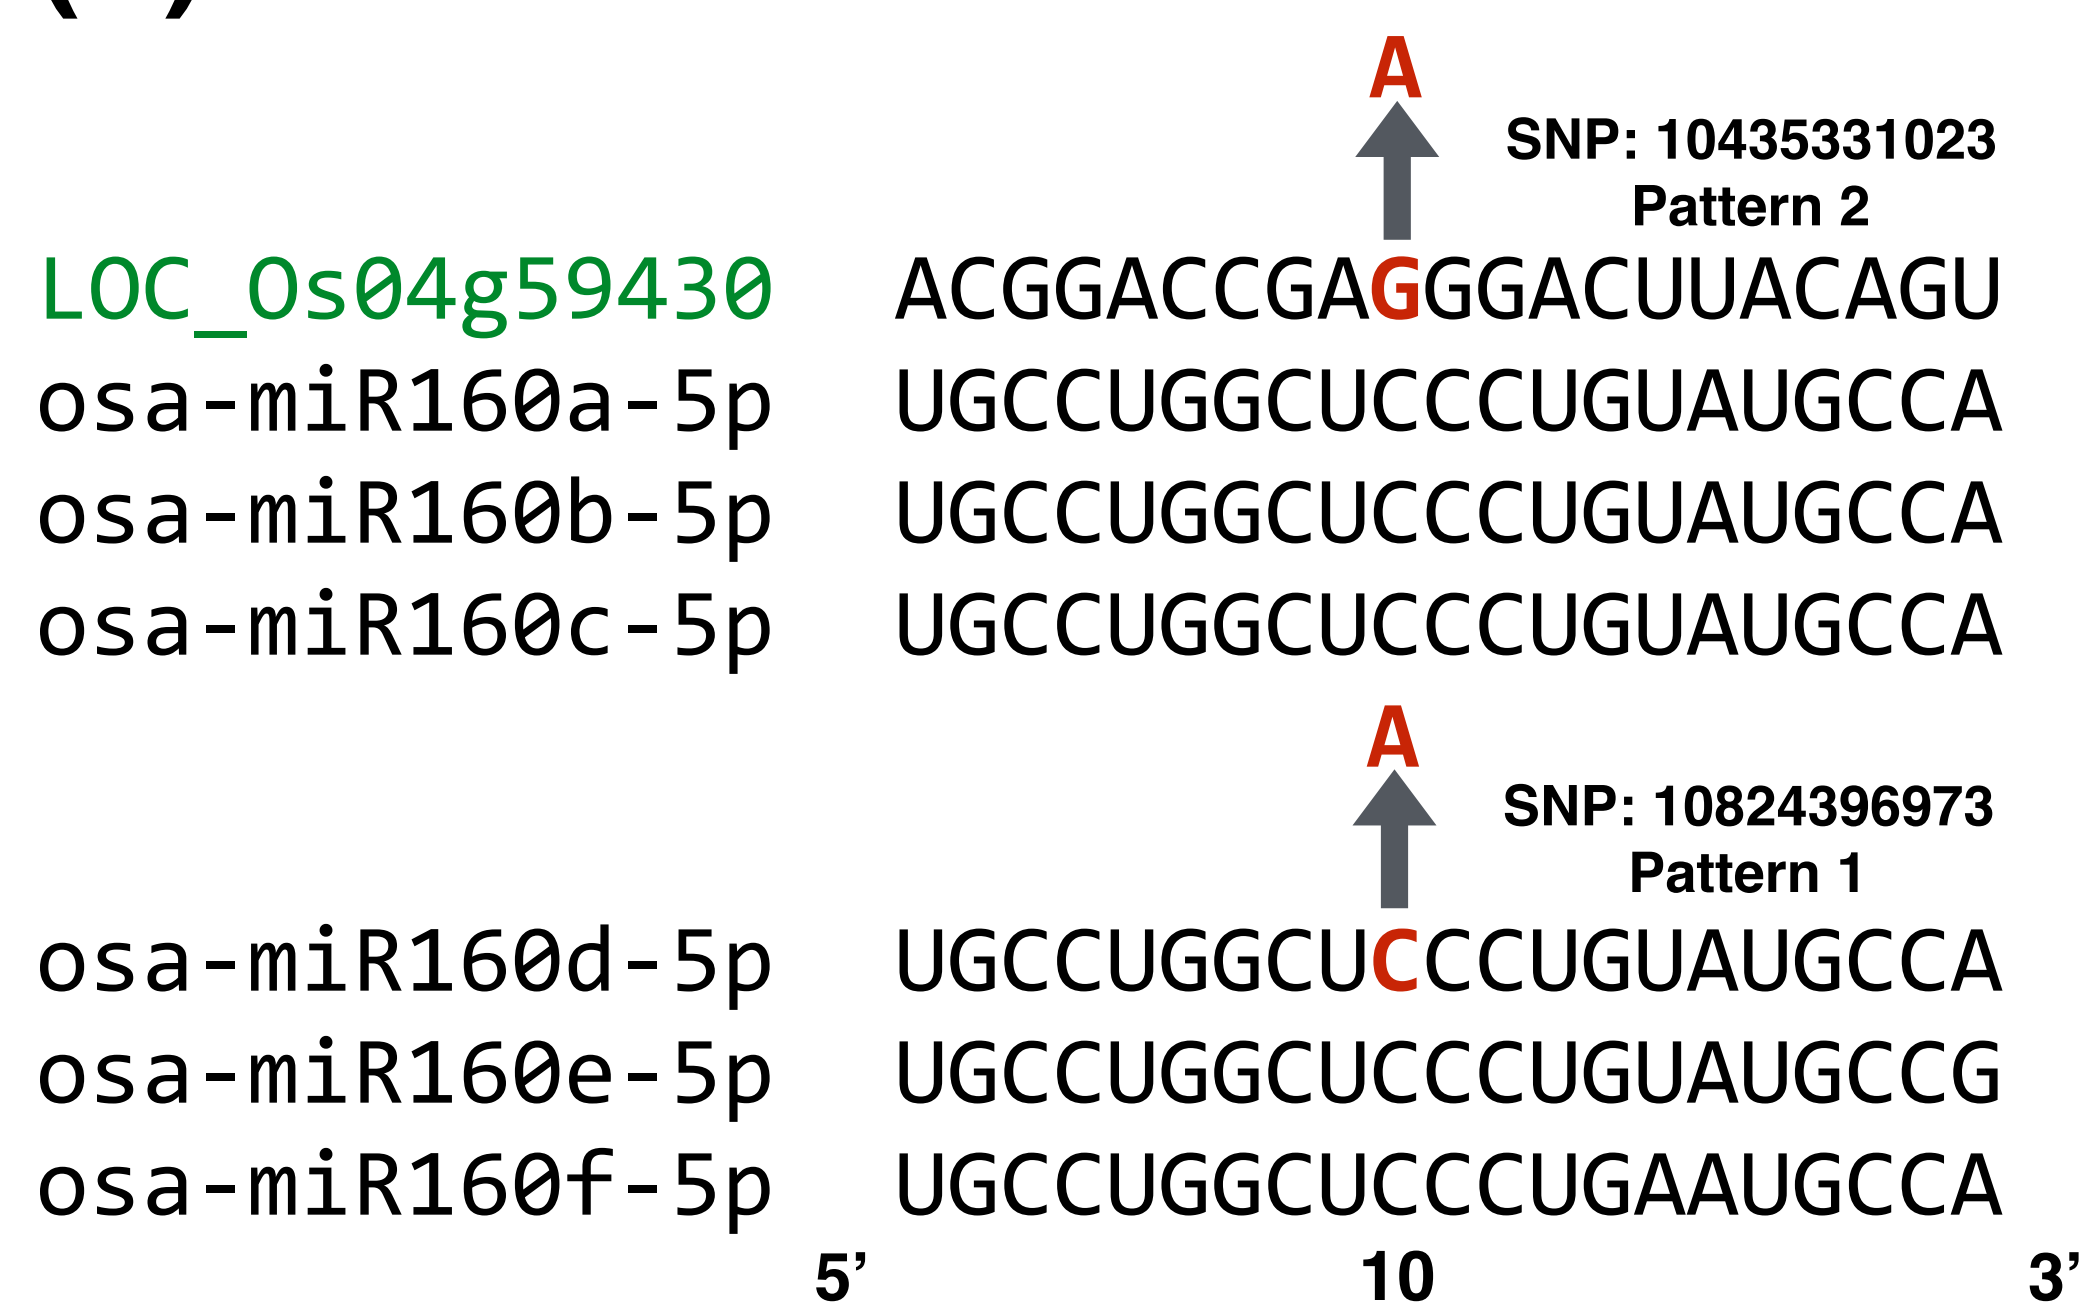 A
SNP: 10435331023
Pattern 2
LOC_Os04g59430 ACGGACCGAGGGACUUACAGU
osa-miR160a-5p UGCCUGGCUCCCUGUAUGCCA
osa-miR160b-5p UGCCUGGCUCCCUGUAUGCCA
osa-miR160c-5p UGCCUGGCUCCCUGUAUGCCA
A
SNP: 10824396973
Pattern 1
osa-miR160d-5p UGCCUGGCUCCCUGUAUGCCA
osa-miR160e-5p UGCCUGGCUCCCUGUAUGCCG
osa-miR160f-5p UGCCUGGCUCCCUGAAUGCCA
5’ 10 3’